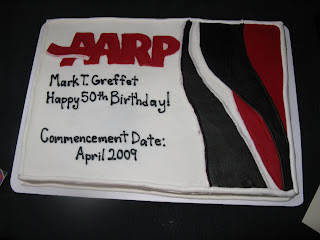 AARP
Mark T. Greffet
Happy 50th Birthday!
Commencement Date:
April 2009